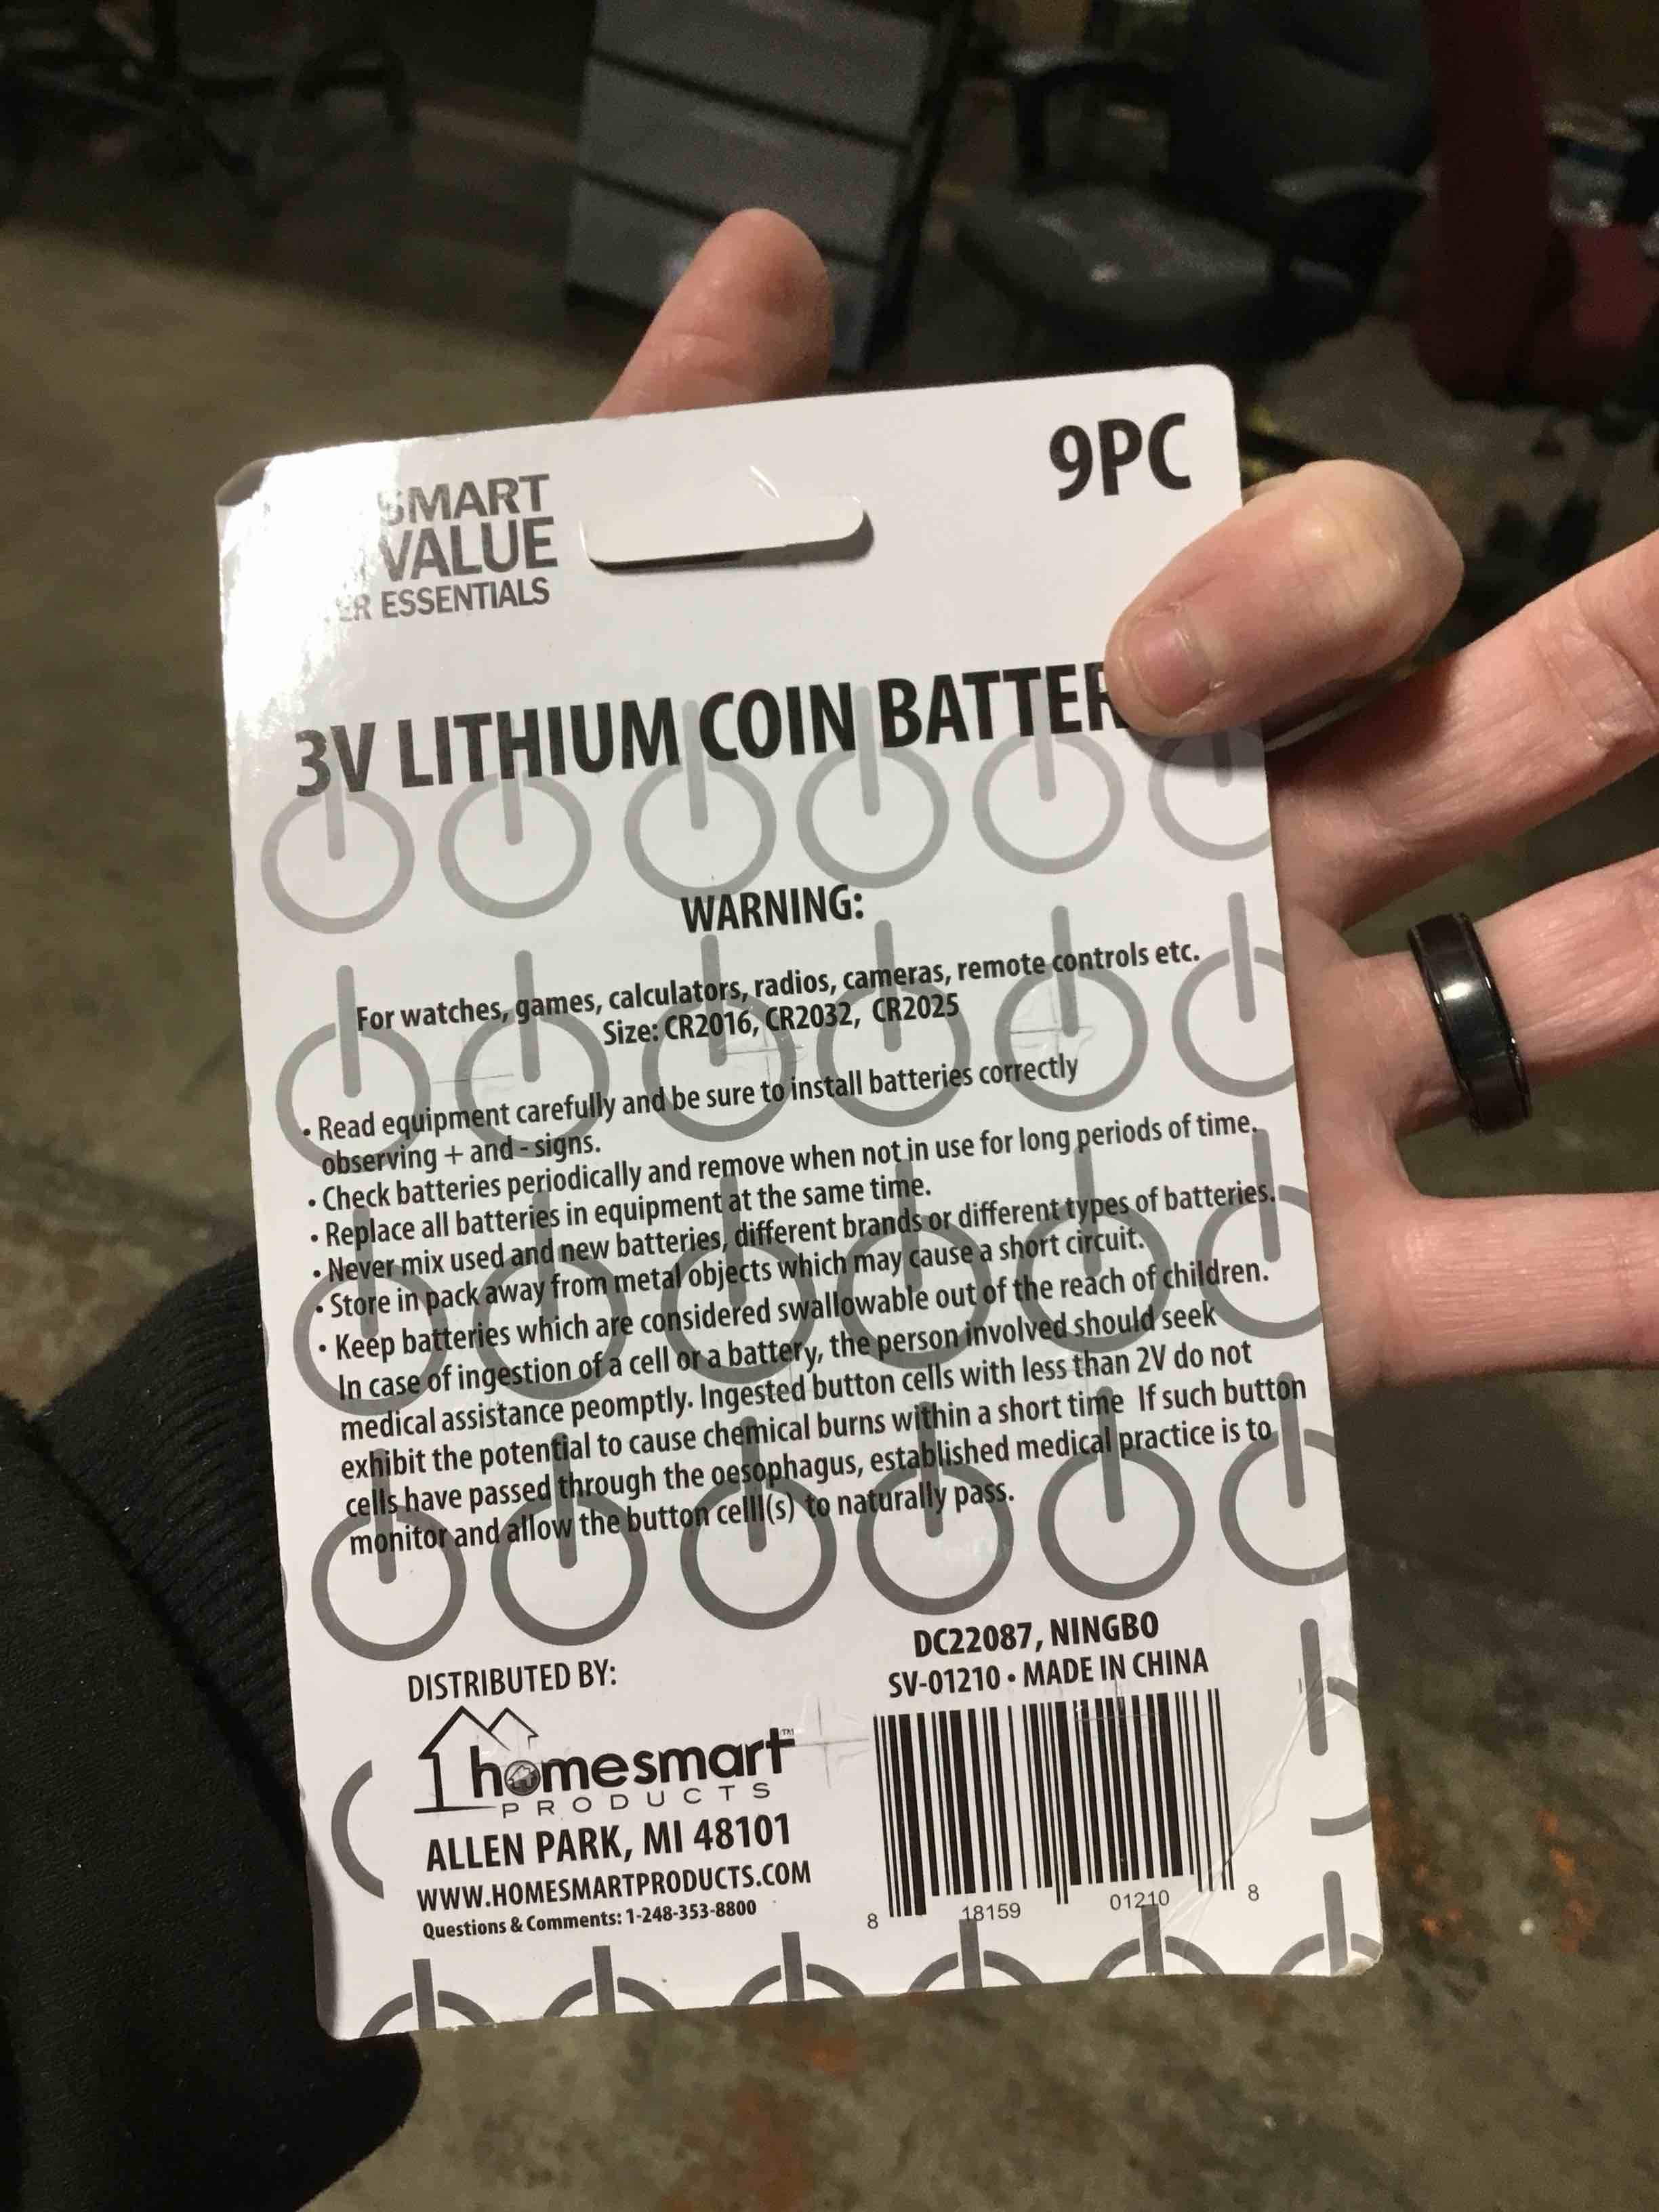 SMART
VALUE
ER ESSENTIALS
9PC
3V LITHIUM COIN BATTER
WARNING:
For watches, games, calculators, radios, cameras, remote controls etc.
Size: CR2016, CR2032, CR2025
• Read equipment carefully and be sure to install batteries correctly
observing + and - signs.
• Check batteries periodically and remove when not in use for long periods of time.
• Replace all batteries in equipment at the same time.
• Never mix used and new batteries, different brands or different types of batteries.
• Store in pack away from metal objects which may cause a short circuit.
• Keep batteries which are considered swallowable out of the reach of children.
In case of ingestion of a cell or a battery, the person involved should seek
medical assistance peomptly. Ingested button cells with less than 2V do not
exhibit the potential to cause chemical burns within a short time If such button
cells have passed through the oesophagus, established medical practice is to
monitor and allow the button celll(s) to naturally pass.
DISTRIBUTED BY:
homesmart™
PRODUCTS
ALLEN PARK, MI 48101
WWW.HOMESMARTPRODUCTS.COM
Questions & Comments: 1-248-353-8800
DC22087, NINGBO
SV-01210 • MADE IN CHINA
8 18159 01210 8